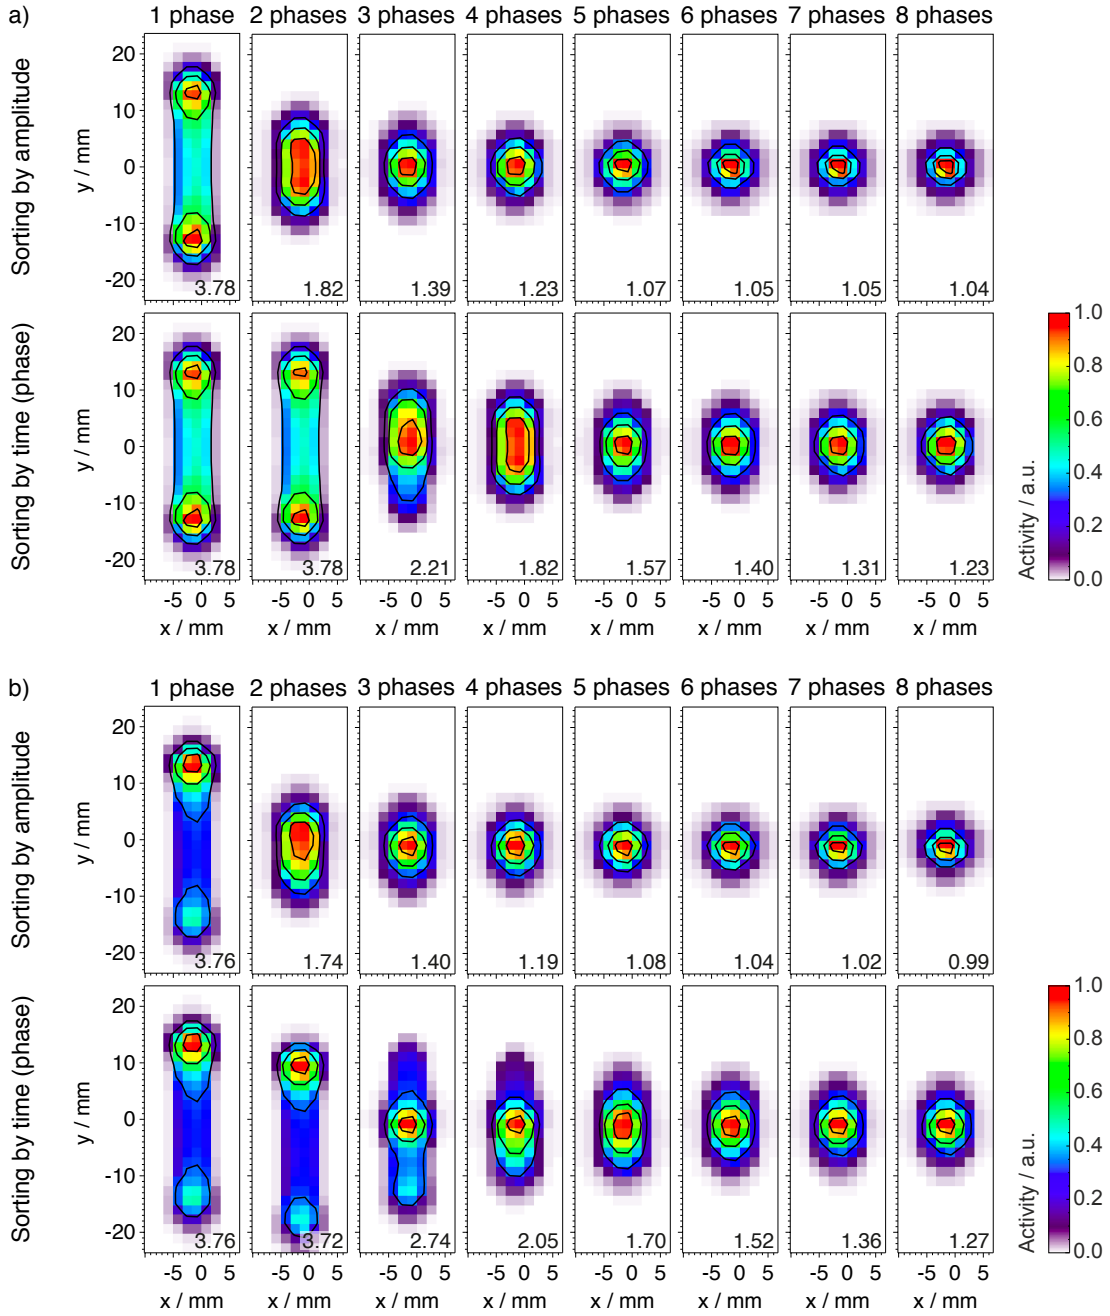 a)
1 phase 2 phases 3 phases 4 phases 5 phases 6 phases 7 phases 8 phases
Sorting by amplitude
y / mm
20
10
0
-10
-20
3.78 1.82 1.39 1.23 1.07 1.05 1.05 1.04
Sorting by time (phase)
y / mm
20
10
0
-10
-20
3.78 3.78 2.21 1.82 1.57 1.40 1.31 1.23
-5 0 5 -5 0 5 -5 0 5 -5 0 5 -5 0 5 -5 0 5 -5 0 5 -5 0 5
x / mm x / mm x / mm x / mm x / mm x / mm x / mm x / mm
Activity / a.u.
1.0
0.8
0.6
0.4
0.2
0.0
b)
1 phase 2 phases 3 phases 4 phases 5 phases 6 phases 7 phases 8 phases
Sorting by amplitude
y / mm
20
10
0
-10
-20
3.76 1.74 1.40 1.19 1.08 1.04 1.02 0.99
Sorting by time (phase)
y / mm
20
10
0
-10
-20
3.76 3.72 2.74 2.05 1.70 1.52 1.36 1.27
-5 0 5 -5 0 5 -5 0 5 -5 0 5 -5 0 5 -5 0 5 -5 0 5 -5 0 5
x / mm x / mm x / mm x / mm x / mm x / mm x / mm x / mm
Activity / a.u.
1.0
0.8
0.6
0.4
0.2
0.0